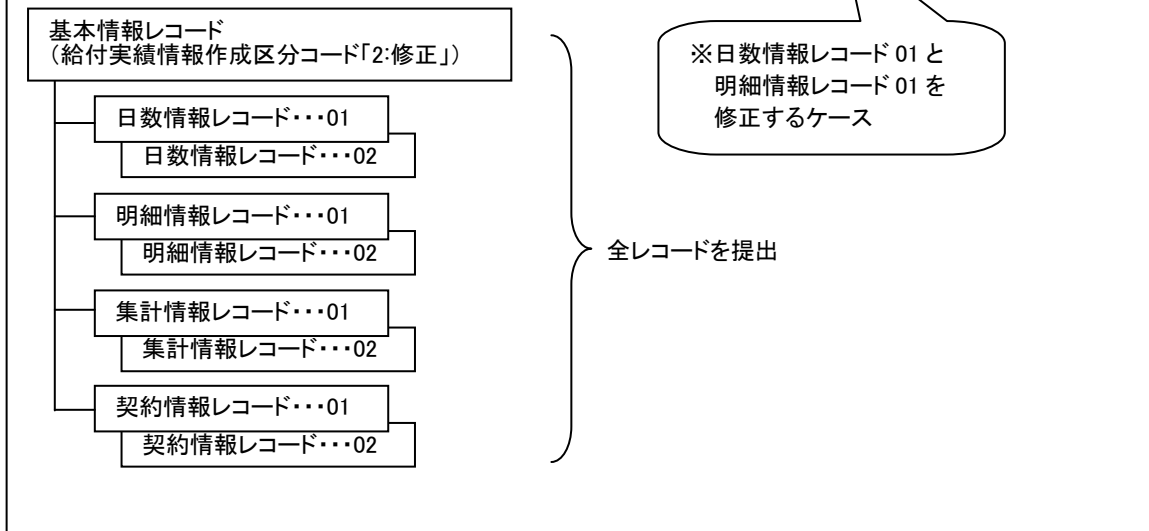 基本情報レコード
（給付実績情報作成区分コード「2:修正」）
※日数情報レコード 01 と
明細情報レコード 01 を
修正するケース
日数情報レコード･･･01
日数情報レコード･･･02
明細情報レコード･･･01
明細情報レコード･･･02
全レコードを提出
集計情報レコード･･･01
集計情報レコード･･･02
契約情報レコード･･･01
契約情報レコード･･･02